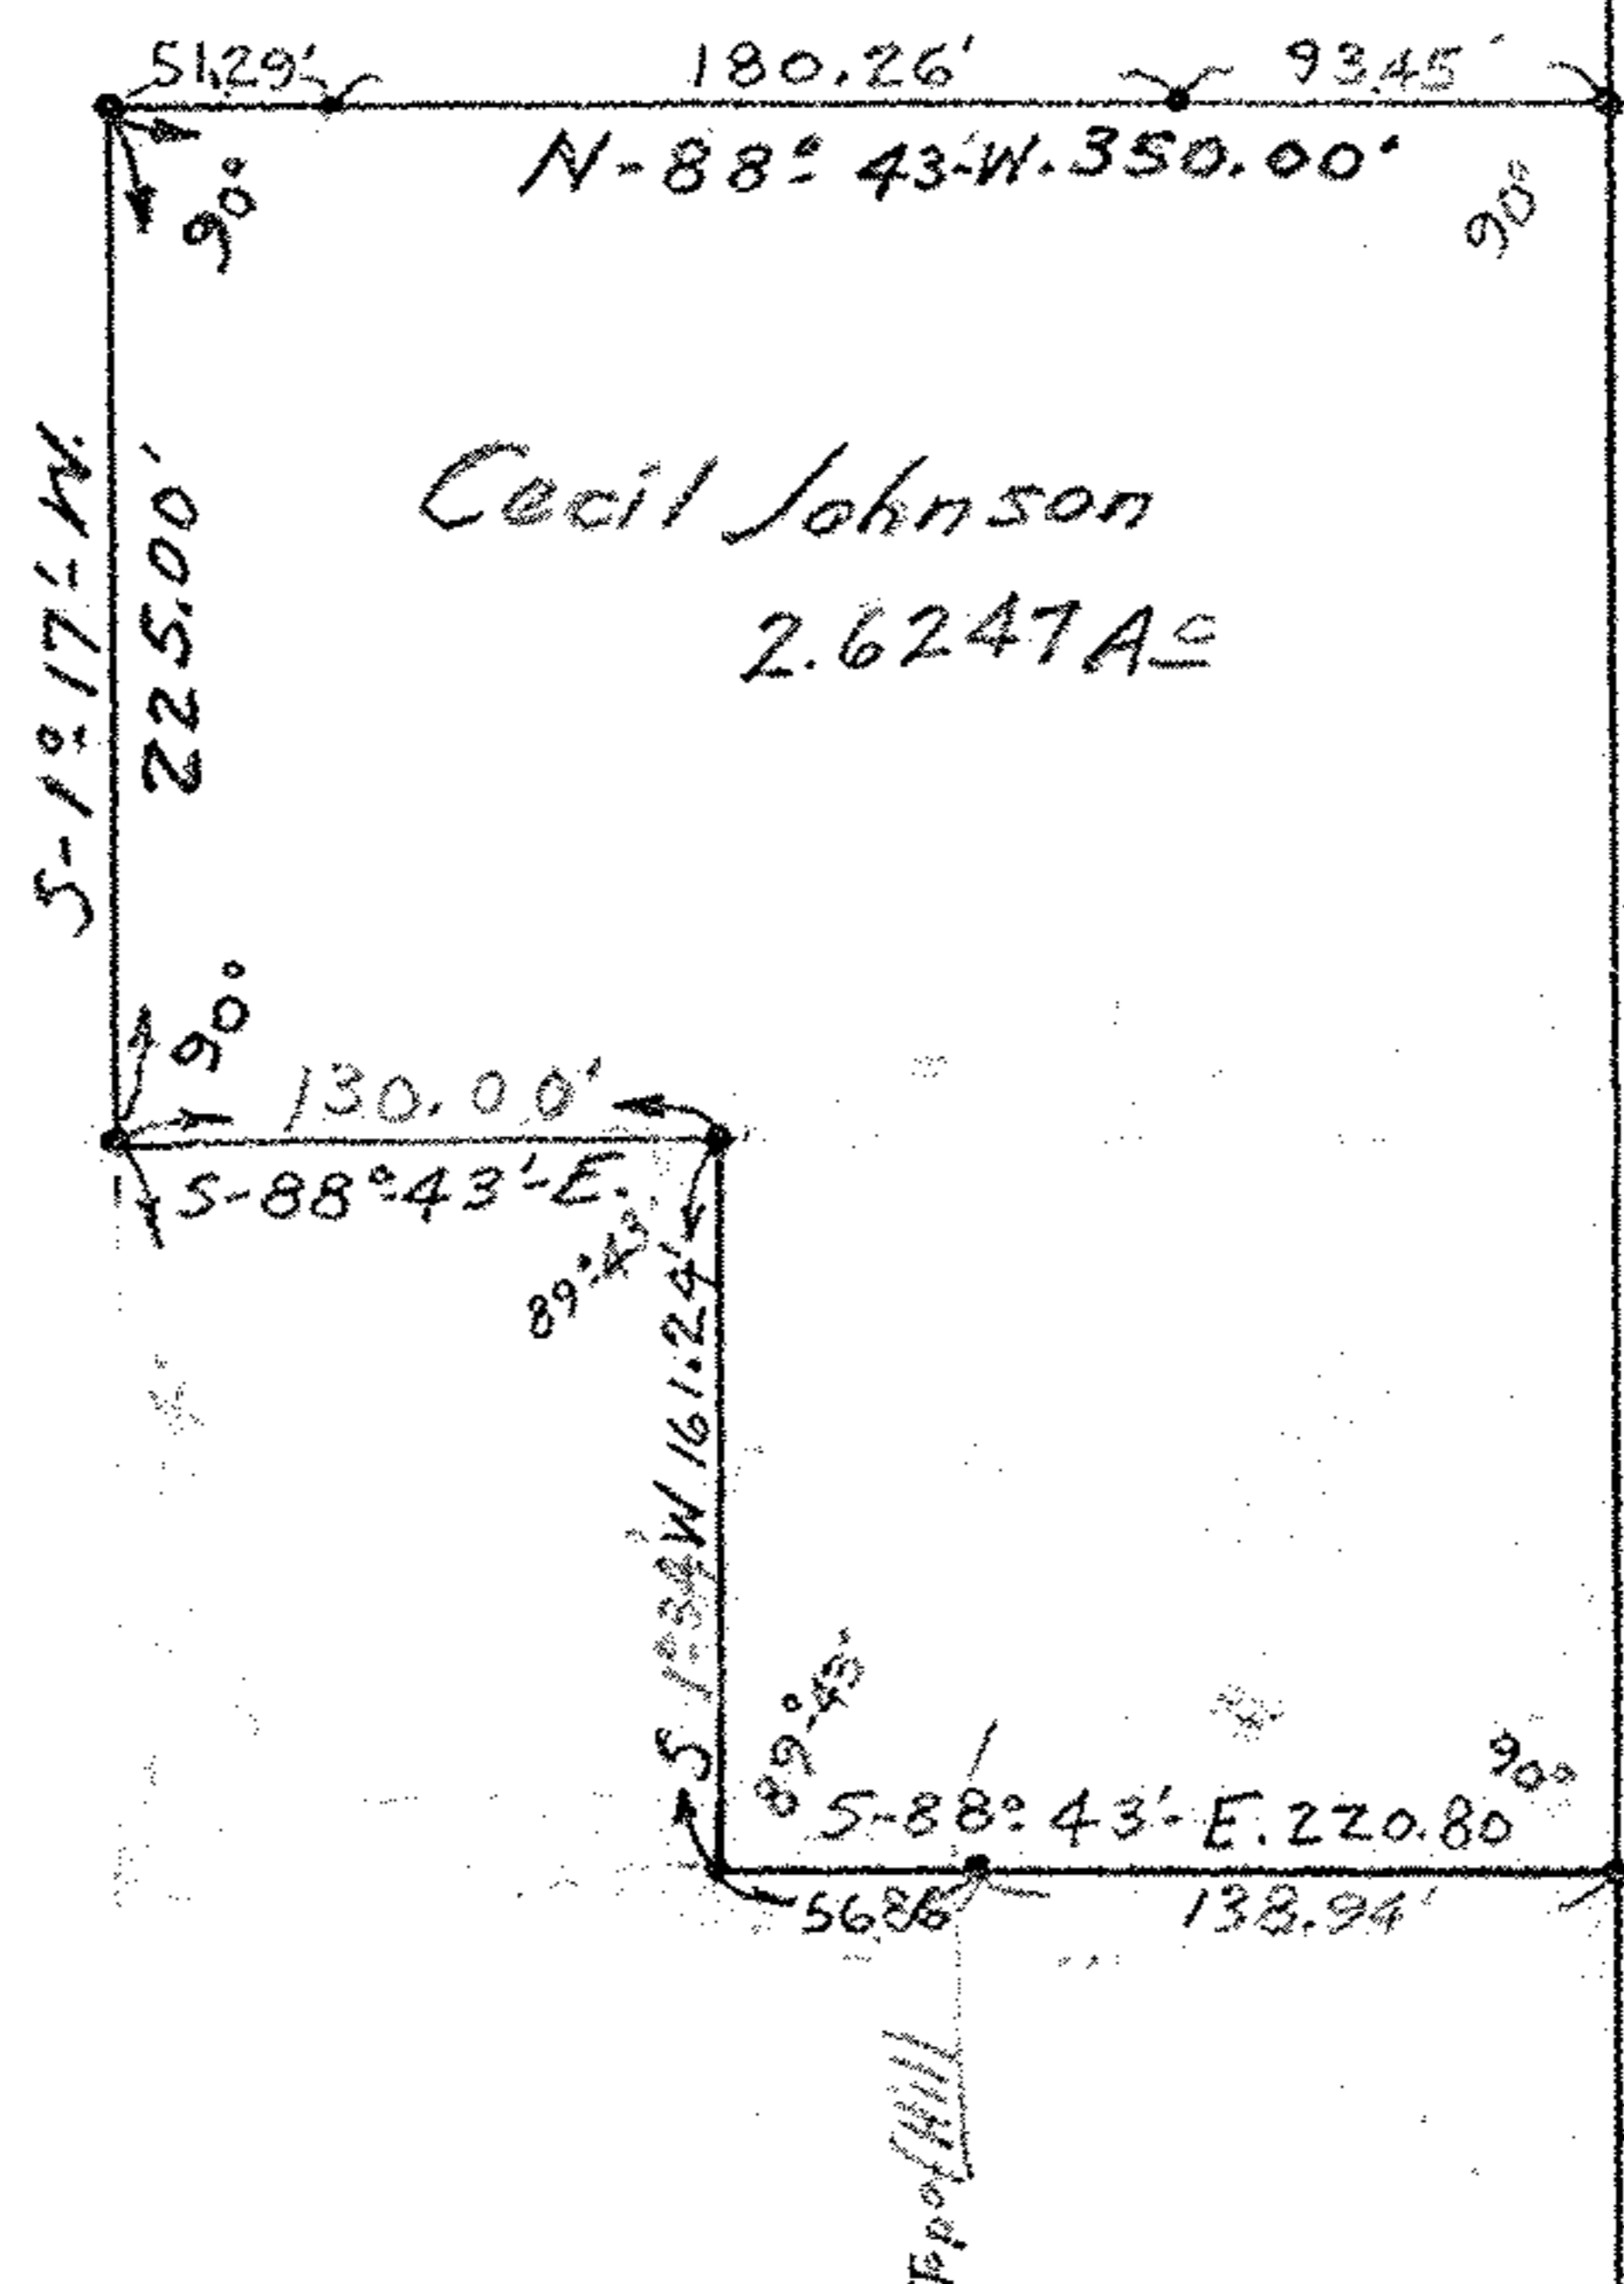 51.29' 180.26' 93.45'
N-88°-43'-W. 350.00'
90° 90°
Cecil Johnson
2.6247 Ac
S-1°-17'-W.
225.00'
90°
130.00'
S-88°-43'-E.
89°-43'
S 1°-34' W 161.24'
89°-43'
90°
S-88°-43'-E. 220.80
56.86 138.94'